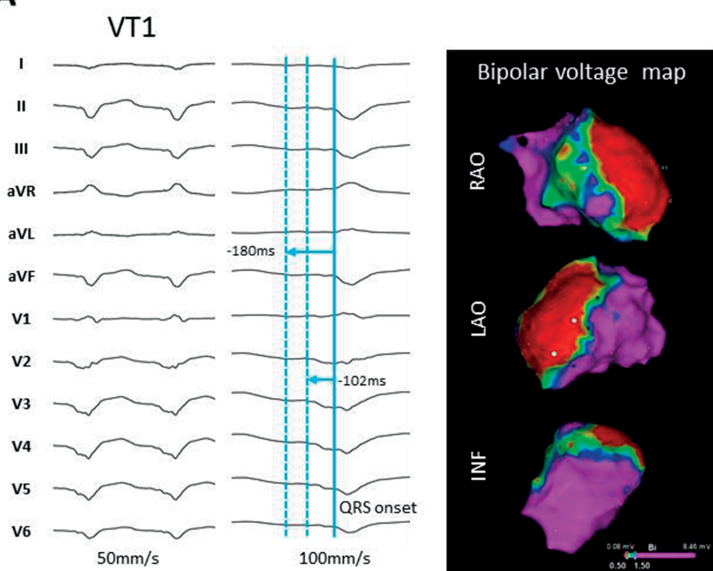 VT1
I
II
III
aVR
aVL
-180ms
aVF
V1
V2
-102ms
V3
V4
V5
QRS onset
V6
50mm/s
100mm/s
Bipolar voltage map
RAO
LAO
INF
0.08 mV Bi 8.46 mV
0.50 1.50